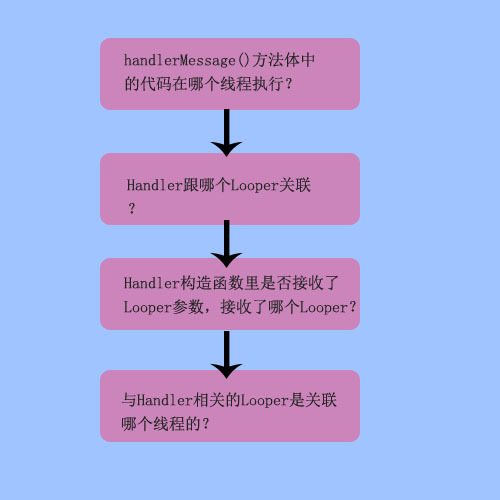 handlerMessage()方法体中
的代码在哪个线程执行?
Handler跟哪个Looper关联
?
Handler构造函数里是否接收了
Looper参数，接收了哪个Looper?
与Handler相关的Looper是关联
哪个线程的?